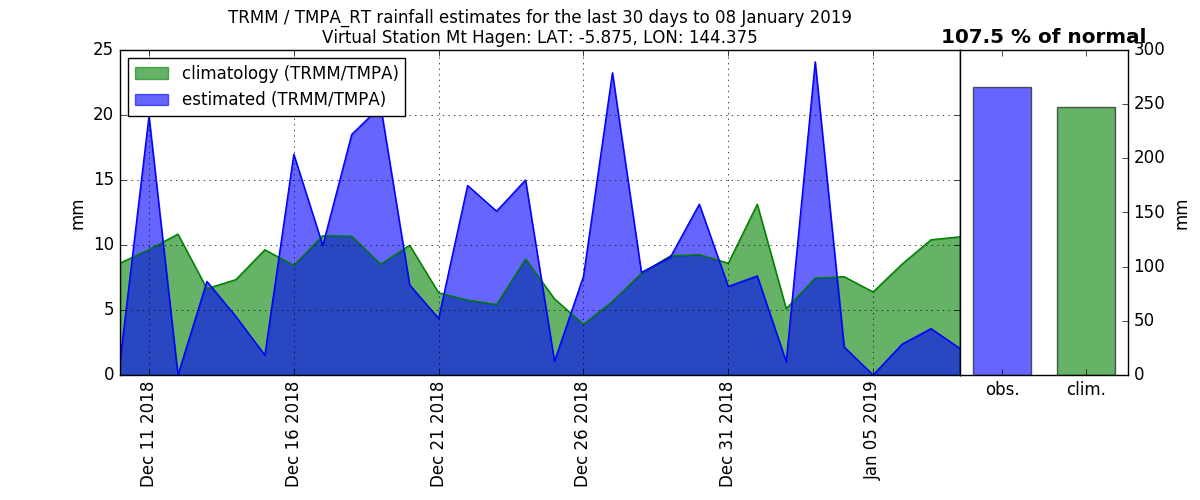 TRMM / TMPA_RT rainfall estimates for the last 30 days to 08 January 2019
Virtual Station Mt Hagen: LAT: -5.875, LON: 144.375
107.5 % of normal
climatology (TRMM/TMPA)
estimated (TRMM/TMPA)
mm
25
20
15
10
5
0
Dec 11 2018
Dec 16 2018
Dec 21 2018
Dec 26 2018
Dec 31 2018
Jan 05 2019
obs.
clim.
300
250
200
150
100
50
0
mm